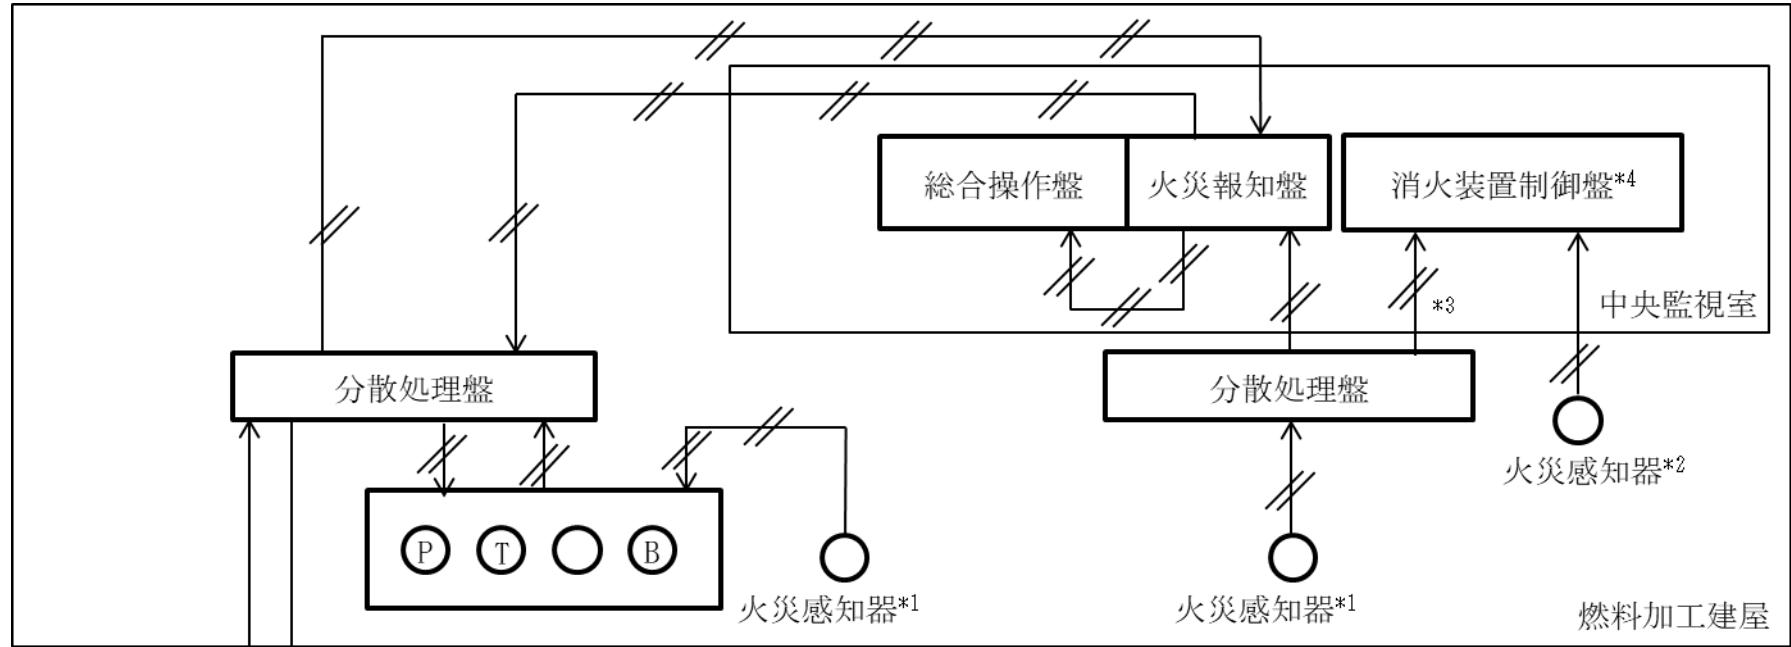 総合操作盤
火災報知盤
消火装置制御盤*4
*3
中央監視室
分散処理盤
分散処理盤
火災感知器*2
P
T
B
火災感知器*1
火災感知器*1
燃料加工建屋